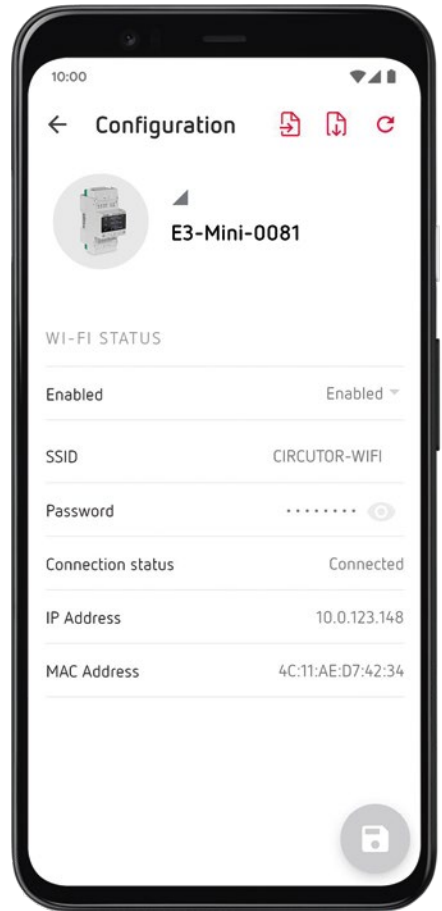 10:00
Configuration
E3-Mini-0081
WI-FI STATUS
Enabled Enabled
SSID CIRCUTOR-WIFI
Password ········
Connection status Connected
IP Address 10.0.123.148
MAC Address 4C:11:AE:D7:42:34